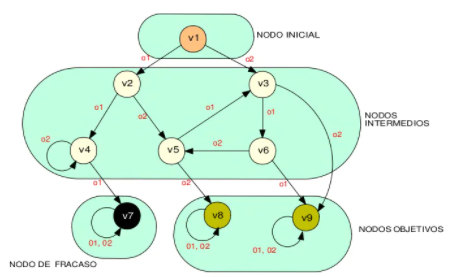 v1
NODO INICIAL
o1
o2
v2
v3
o1
o2
o1
o1
NODOS
INTERMEDIOS
o2
o2
v4
v5
o2
v6
o1
o2
o1
v7
v8
v9
01, 02
01, 02
01, 02
NODOS OBJETIVOS
NODO DE FRACASO